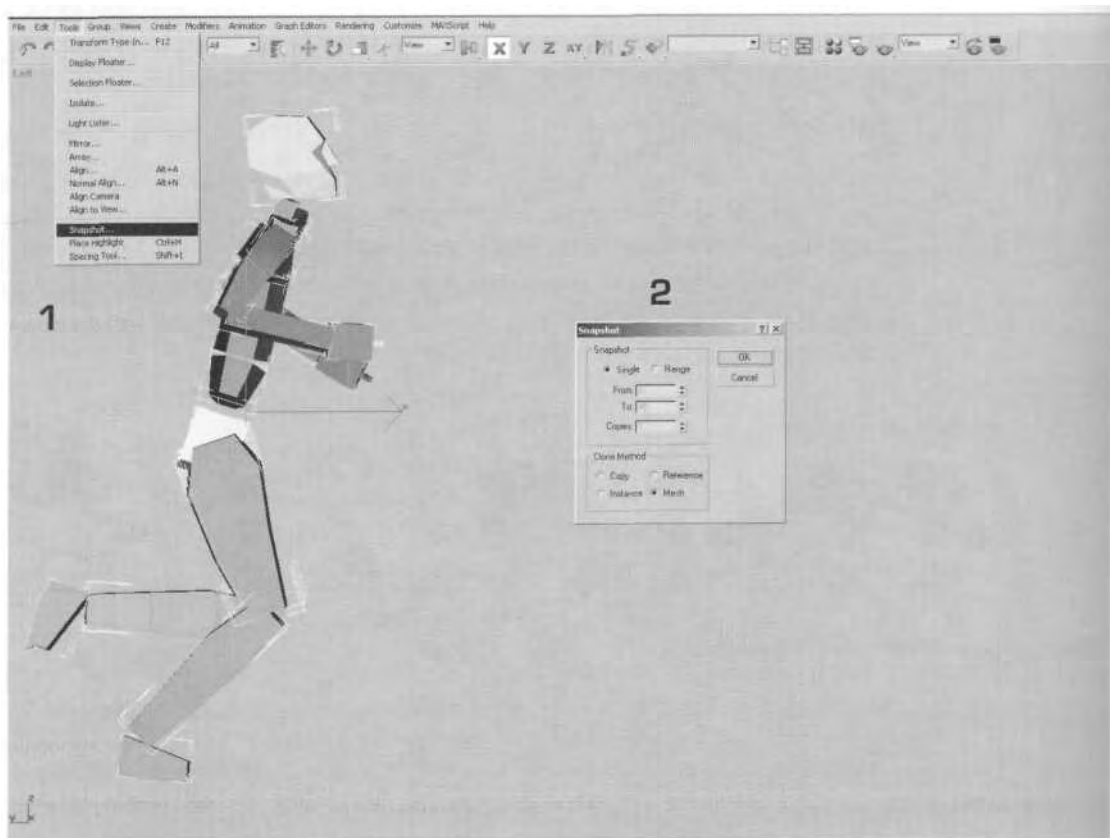 File Edit Tools Group Views Create Modifiers Animation Graph Editors Rendering Customize MAXScript Help
Transform Type-In... F12
All
View
X Y Z XY
View
Display Floater...
Left
Selection Floater...
Isolate...
Light Lister...
Mirror...
Array...
Align... Alt+A
Normal Align... Alt+N
Align Camera
Align to View...
Snapshot...
Place Highlight Ctrl+H
Spacing Tool... Shift+I
1
2
Snapshot ? X
Snapshot
Single Range
From
To
Copies
OK
Cancel
Clone Method
Copy Reference
Instance Mesh
x
z
y x